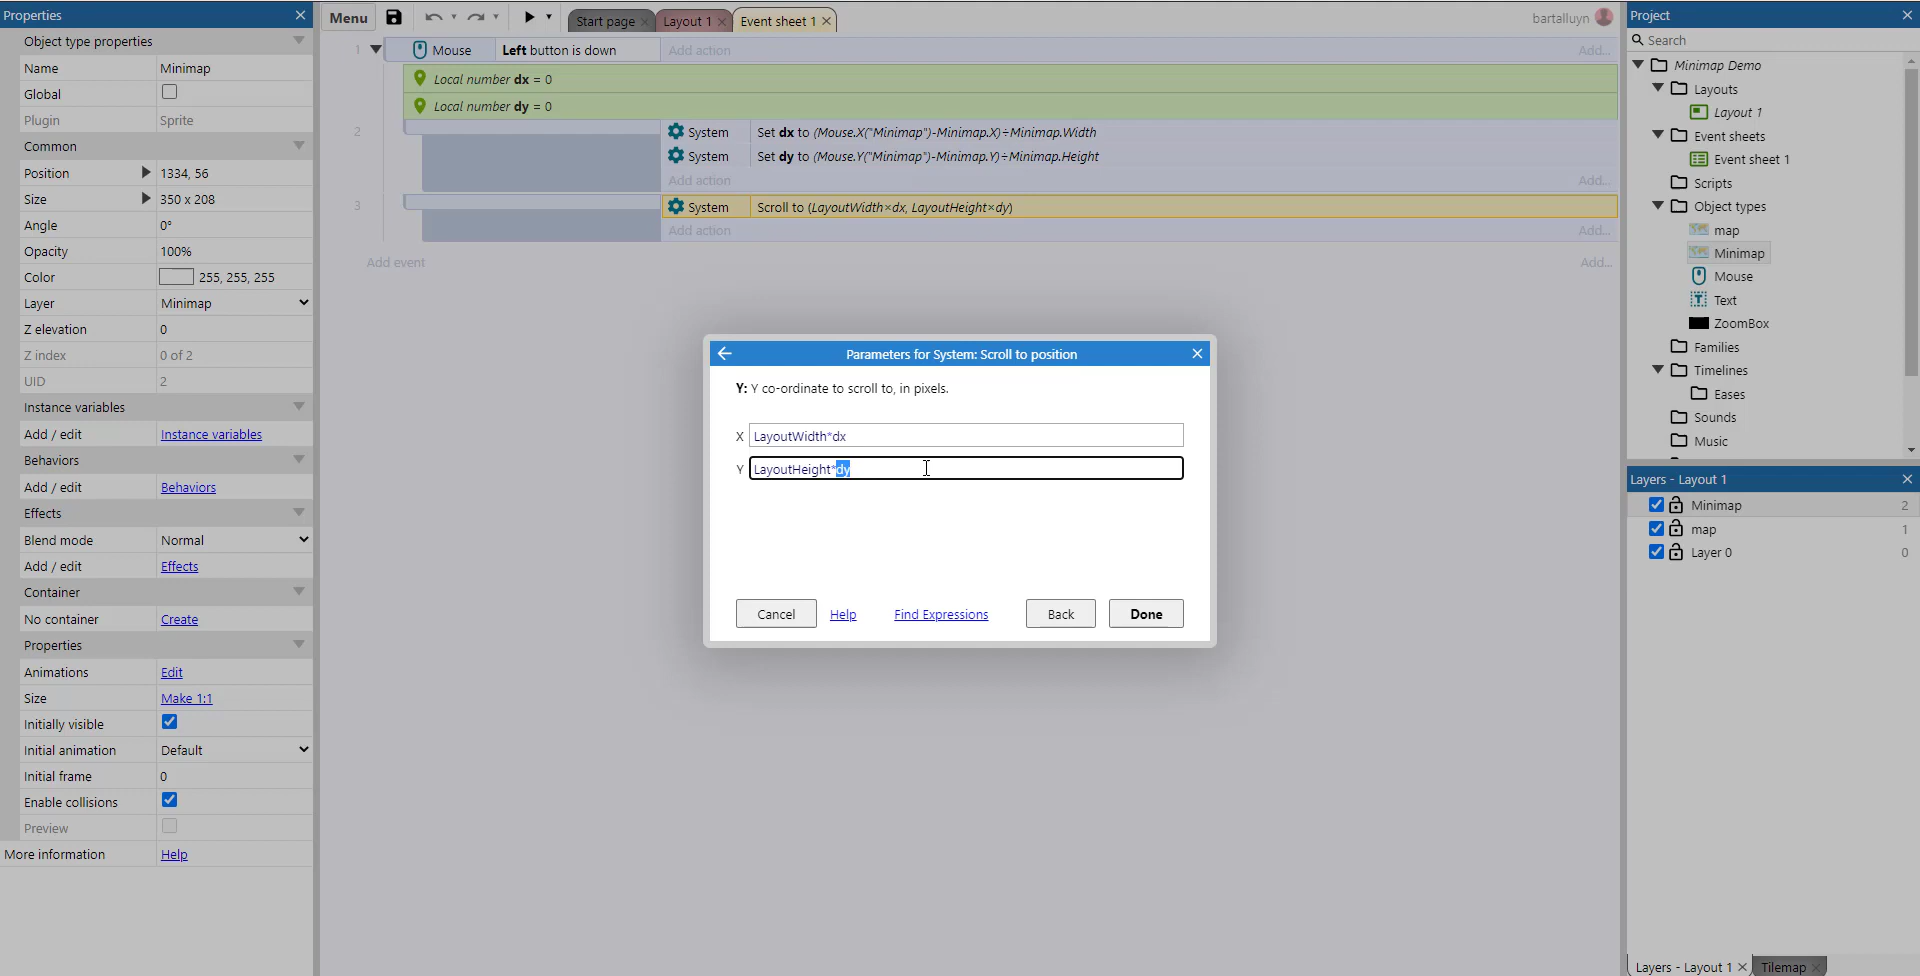 Properties
Object type properties
Name Minimap
Global
Plugin Sprite
Common
Position 1334, 56
Size 350 x 208
Angle 0°
Opacity 100%
Color 255, 255, 255
Layer Minimap
Z elevation 0
Z index 0 of 2
UID 2
Instance variables
Add / edit Instance variables
Behaviors
Add / edit Behaviors
Effects
Blend mode Normal
Add / edit Effects
Container
No container Create
Properties
Animations Edit
Size Make 1:1
Initially visible
Initial animation Default
Initial frame 0
Enable collisions
Preview
More information Help
Menu Start page Layout 1 Event sheet 1 bartalluyn
1 Mouse Left button is down Add action Add...
Local number dx = 0
Local number dy = 0
2 System Set dx to (Mouse.X("Minimap")-Minimap.X)÷Minimap.Width
System Set dy to (Mouse.Y("Minimap")-Minimap.Y)÷Minimap.Height
Add action Add...
3 System Scroll to (LayoutWidth×dx, LayoutHeight×dy)
Add action Add...
Add event Add...
Parameters for System: Scroll to position
Y: Y co-ordinate to scroll to, in pixels.
X LayoutWidth*dx
Y LayoutHeight*dy
Cancel Help Find Expressions Back Done
Project
Search
Minimap Demo
Layouts
Layout 1
Event sheets
Event sheet 1
Scripts
Object types
map
Minimap
Mouse
Text
ZoomBox
Families
Timelines
Eases
Sounds
Music
Layers - Layout 1
Minimap 2
map 1
Layer 0 0
Layers - Layout 1 Tilemap